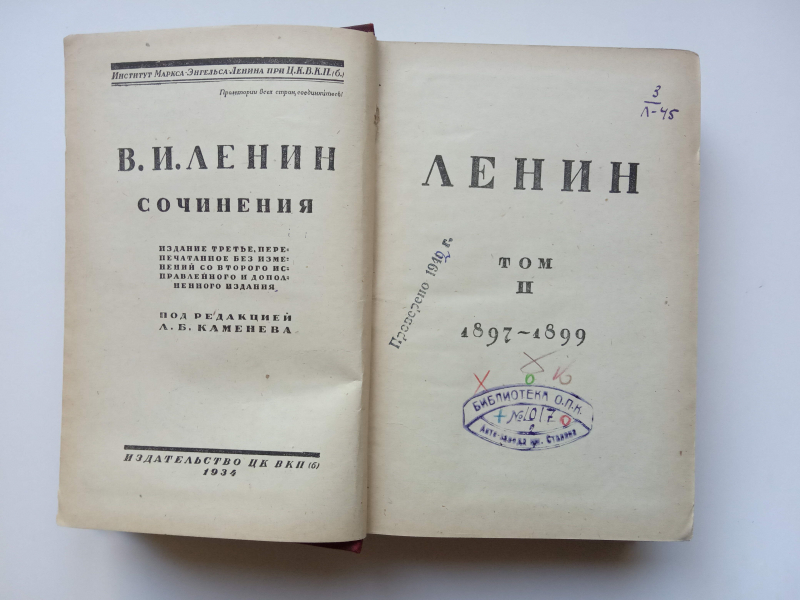 Институт Маркса-Энгельса-Ленина при Ц.К.В.К.П.(б.)
Пролетарии всех стран, соединяйтесь!
В. И. ЛЕНИН
СОЧИНЕНИЯ
ИЗДАНИЕ ТРЕТЬЕ, ПЕРЕ-
ПЕЧАТАННОЕ БЕЗ ИЗМЕ-
НЕНИЙ СО ВТОРОГО ИС-
ПРАВЛЕННОГО И ДОПОЛ-
НЕННОГО ИЗДАНИЯ
ПОД РЕДАКЦИЕЙ
Л. Б. КАМЕНЕВА
ИЗДАТЕЛЬСТВО ЦК ВКП (б)
1934
3
Л-45
ЛЕНИН
Проверено 194 г.
ТОМ
II
1897-1899
БИБЛИОТЕКА О.П.К.
Автозавода им. Сталина